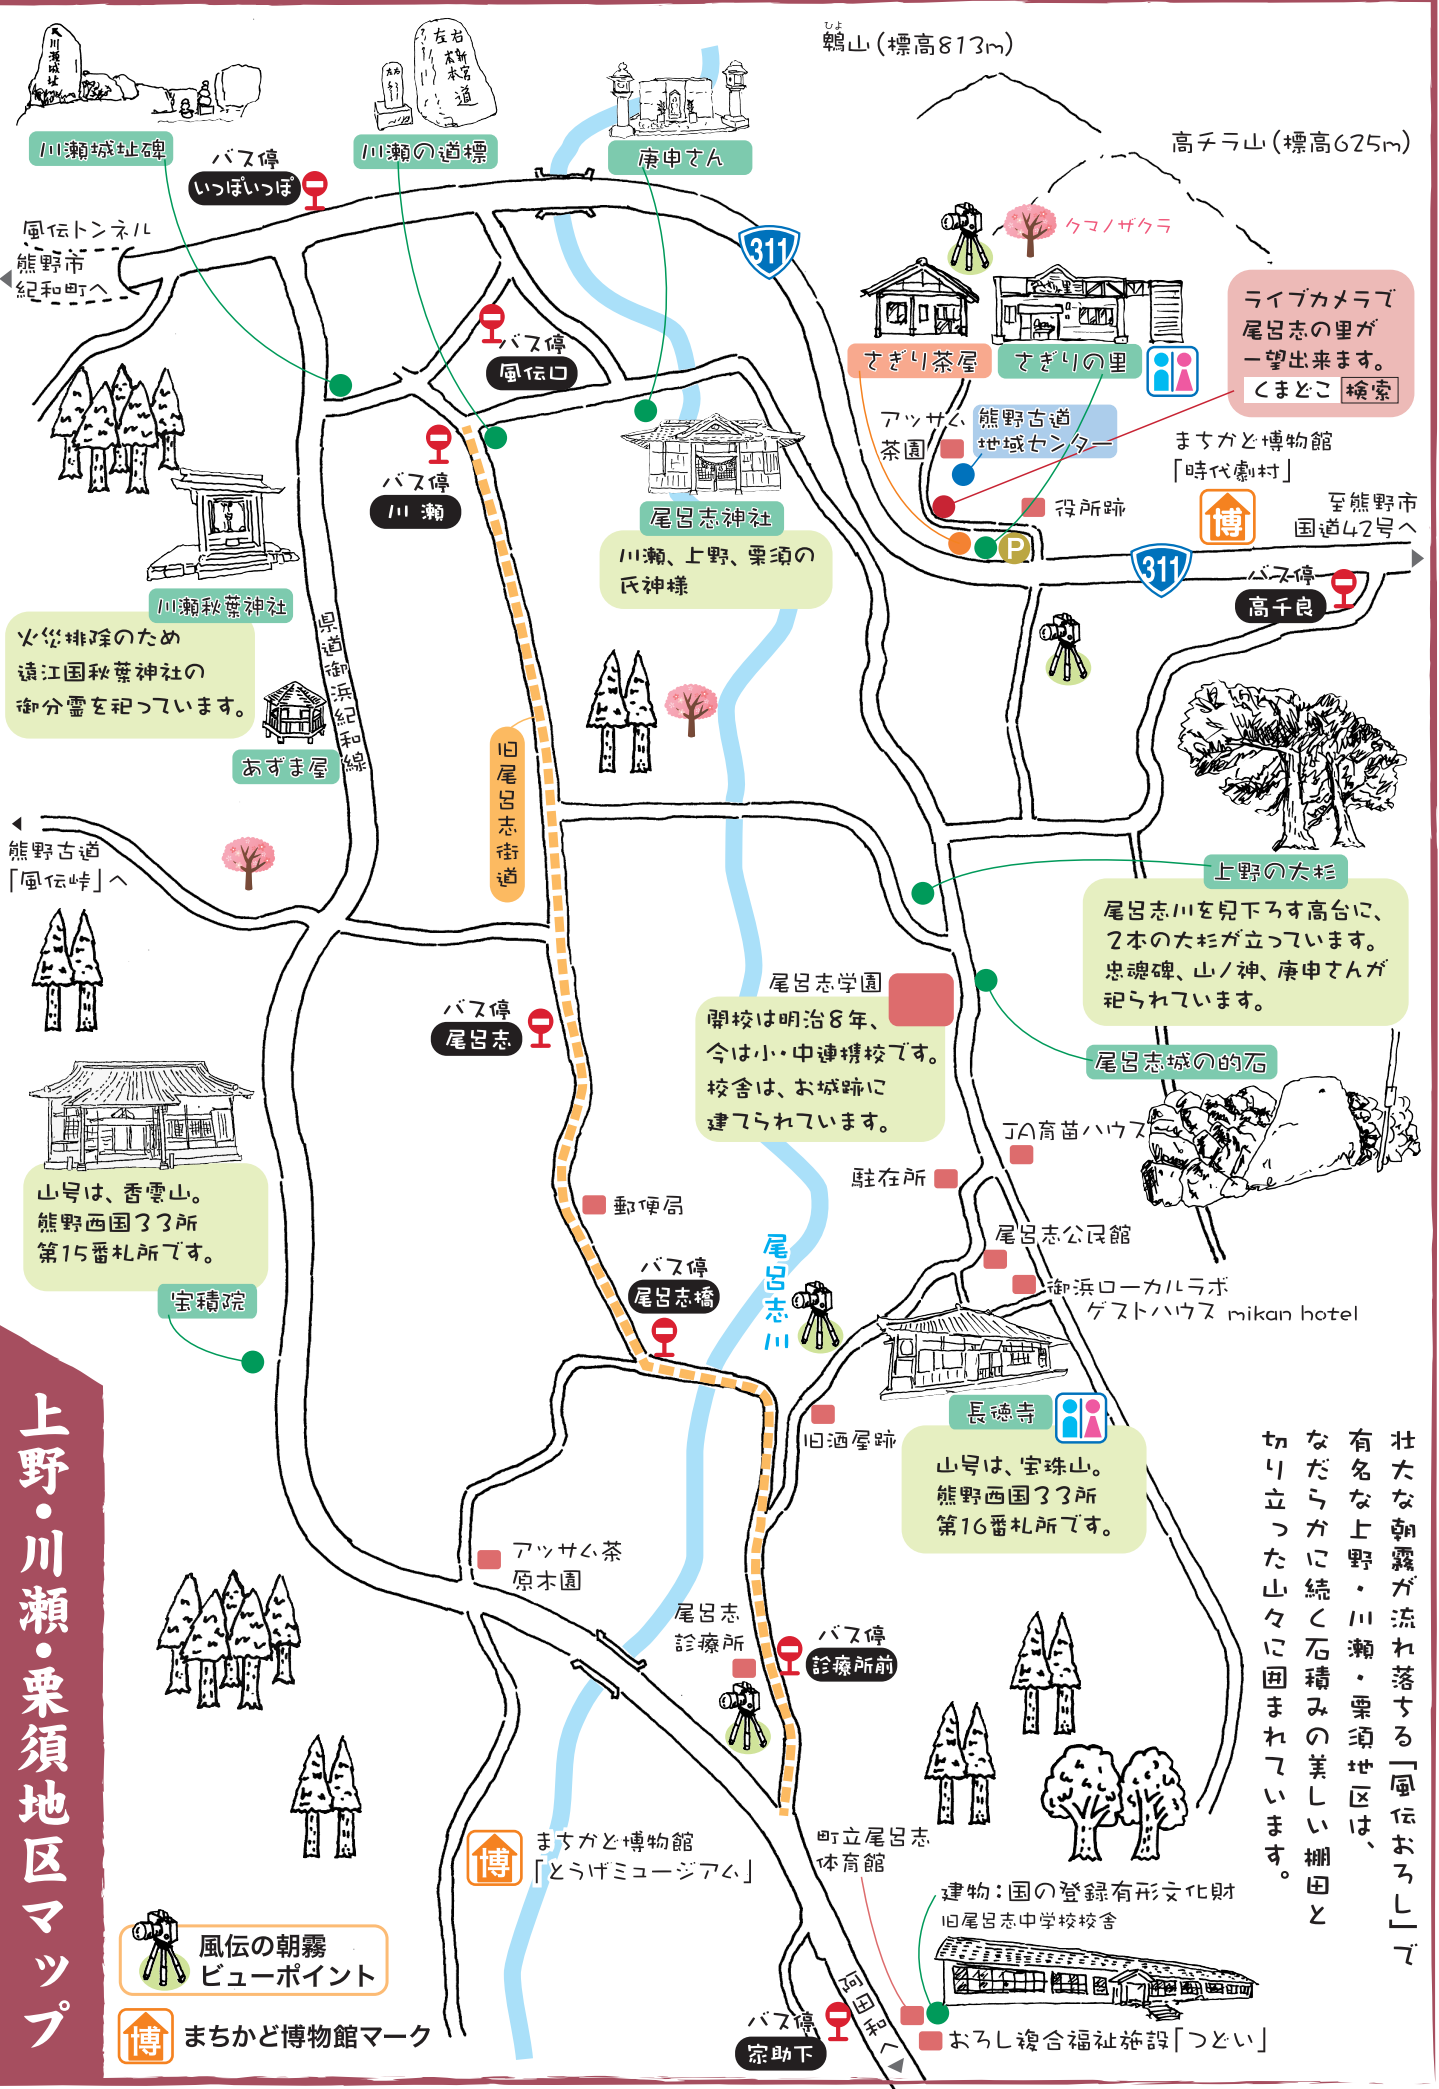 鵯山(標高813m)
ひよ
高チラ山(標高625m)
川瀬城址
川瀬城址碑
バス停
いっぽいっぽ
右 新宮
左 本
道
川瀬の道標
庚申さん
風伝トンネル
熊野市
紀和町へ
311
クマノザクラ
さぎり茶屋
さぎりの里
ライブカメラで
尾呂志の里が
一望出来ます。
くまどこ 検索
バス停
風伝口
アッサム
茶園
熊野古道
地域センター
まちかど博物館
「時代劇村」
博
至熊野市
国道42号へ
役所跡
P
311
バス停
高千良
バス停
川瀬
尾呂志神社
川瀬、上野、栗須の
氏神様
川瀬秋葉神社
火災排除のため
遠江国秋葉神社の
御分霊を祀っています。
あずま屋
県道御浜紀和線
旧尾呂志街道
熊野古道
「風伝峠」へ
上野の大杉
尾呂志川を見下ろす高台に、
2本の大杉が立っています。
忠魂碑、山ノ神、庚申さんが
祀られています。
尾呂志学園
開校は明治8年、
今は小・中連携校です。
校舎は、お城跡に
建てられています。
尾呂志城の的石
バス停
尾呂志
JA育苗ハウス
駐在所
山号は、香雲山。
熊野西国33所
第15番札所です。
宝積院
郵便局
尾呂志公民館
バス停
尾呂志橋
尾呂志川
御浜ローカルラボ
ゲストハウス mikan hotel
長徳寺
山号は、宝珠山。
熊野西国33所
第16番札所です。
旧酒屋跡
アッサム茶
原木園
尾呂志
診療所
バス停
診療所前
壮大な朝霧が流れ落ちる「風伝おろし」で
有名な上野・川瀬・栗須地区は、
なだらかに続く石積みの美しい棚田と
切り立った山々に囲まれています。
博
まちかど博物館
「とうげミュージアム」
町立尾呂志
体育館
建物：国の登録有形文化財
旧尾呂志中学校校舎
おろし複合福祉施設「つどい」
バス停
家助下
阿田和へ
風伝の朝霧
ビューポイント
博
まちかど博物館マーク
上野・川瀬・栗須地区マップ